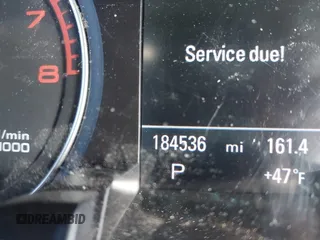 7
8
Service due!
/min
1000
184536 mi 161.4
P
+47°F
DREAMBID